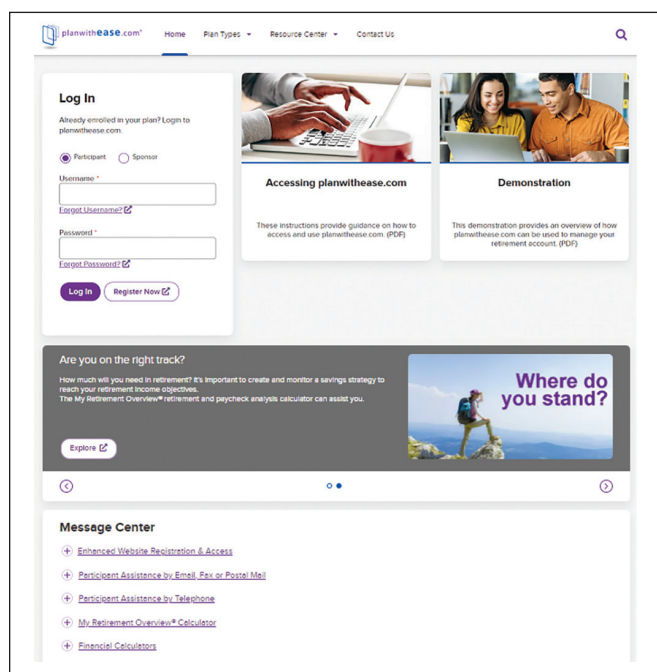 planwithease.com®
Home
Plan Types
Resource Center
Contact Us
Log In
Already enrolled in your plan? Login to
planwithease.com.
Participant
Sponsor
Username *
Forgot Username?
Password *
Forgot Password?
Log In
Register Now
Accessing planwithease.com
These instructions provide guidance on how to
access and use planwithease.com. (PDF)
Demonstration
This demonstration provides an overview of how
planwithease.com can be used to manage your
retirement account. (PDF)
Are you on the right track?
How much will you need in retirement? It's important to create and monitor a savings strategy to
reach your retirement income objectives.
The My Retirement Overview® retirement and paycheck analysis calculator can assist you.
Explore
Where do
you stand?
Message Center
Enhanced Website Registration & Access
Participant Assistance by Email, Fax or Postal Mail
Participant Assistance by Telephone
My Retirement Overview® Calculator
Financial Calculators